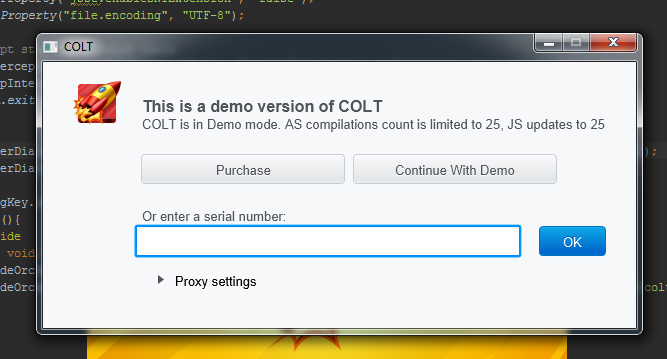 Property("file.encoding", "UTF-8");
COLT
This is a demo version of COLT
COLT is in Demo mode. AS compilations count is limited to 25, JS updates to 25
Purchase
Continue With Demo
Or enter a serial number:
OK
Proxy settings